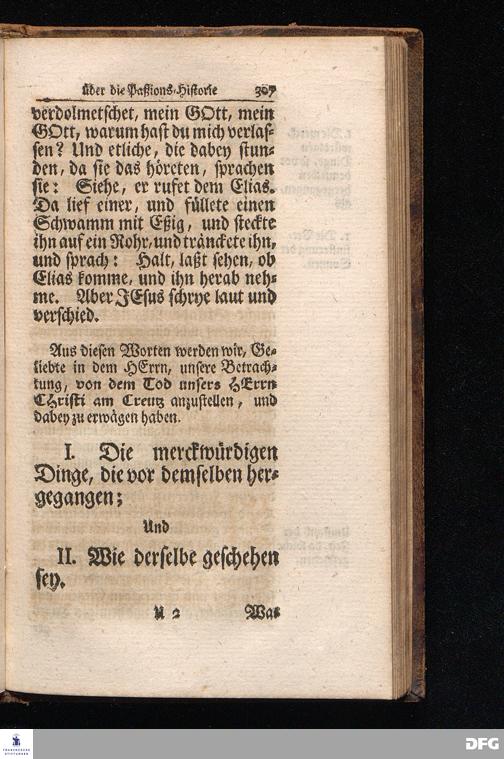 über die Paßions-Historie 307
verdolmetschet, mein GOtt, mein
GOtt, warum hast du mich verlas-
sen? Und etliche, die dabey stun-
den, da sie das höreten, sprachen
sie: Siehe, er rufet dem Elias.
Da lief einer, und füllete einen
Schwamm mit Eßig, und steckte
ihn auf ein Rohr, und tränckete ihn,
und sprach: Halt, laßt sehen, ob
Elias komme, und ihn herab neh-
me. Aber JEsus schrye laut und
verschied.
Aus diesen Worten werden wir, Ge-
liebte in dem HErrn, unsere Betrach-
tung, von dem Tod unsers HErrn
CHristi am Creutz anzustellen, und
dabey zu erwägen haben.
I. Die merckwürdigen
Dinge, die vor demselben her-
gegangen;
Und
II. Wie derselbe geschehen
sey.
U 2 Was
FRANCKESCHE
STIFTUNGEN
DFG